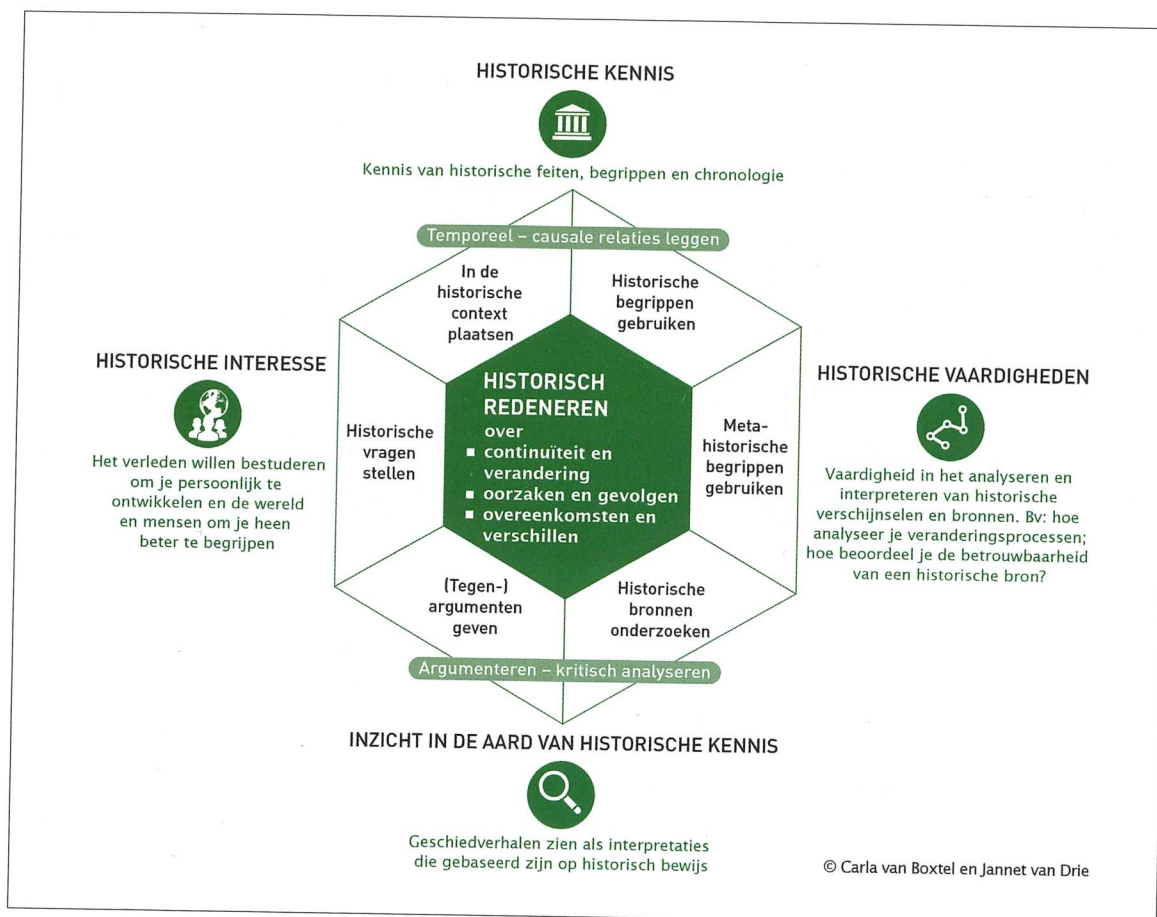 HISTORISCHE KENNIS
Kennis van historische feiten, begrippen en chronologie
Temporeel – causale relaties leggen
In de
historische
context
plaatsen
Historische
begrippen
gebruiken
HISTORISCHE INTERESSE
Het verleden willen bestuderen
om je persoonlijk te
ontwikkelen en de wereld
en mensen om je heen
beter te begrijpen
Historische
vragen
stellen
HISTORISCH
REDENEREN
over
▪ continuïteit en
verandering
▪ oorzaken en gevolgen
▪ overeenkomsten en
verschillen
Meta-
historische
begrippen
gebruiken
HISTORISCHE VAARDIGHEDEN
Vaardigheid in het analyseren en
interpreteren van historische
verschijnselen en bronnen. Bv: hoe
analyseer je veranderingsprocessen;
hoe beoordeel je de betrouwbaarheid
van een historische bron?
(Tegen-)
argumenten
geven
Historische
bronnen
onderzoeken
Argumenteren – kritisch analyseren
INZICHT IN DE AARD VAN HISTORISCHE KENNIS
Geschiedverhalen zien als interpretaties
die gebaseerd zijn op historisch bewijs
© Carla van Boxtel en Jannet van Drie